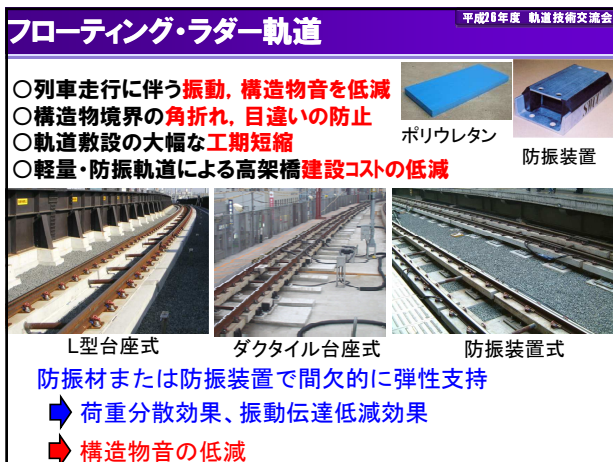 平成26年度 軌道技術交流会
フローティング・ラダー軌道
○列車走行に伴う振動，構造物音を低減
○構造物境界の角折れ，目違いの防止
○軌道敷設の大幅な工期短縮
○軽量・防振軌道による高架橋建設コストの低減
ポリウレタン
防振装置
L型台座式
ダクタイル台座式
防振装置式
防振材または防振装置で間欠的に弾性支持
荷重分散効果、振動伝達低減効果
構造物音の低減